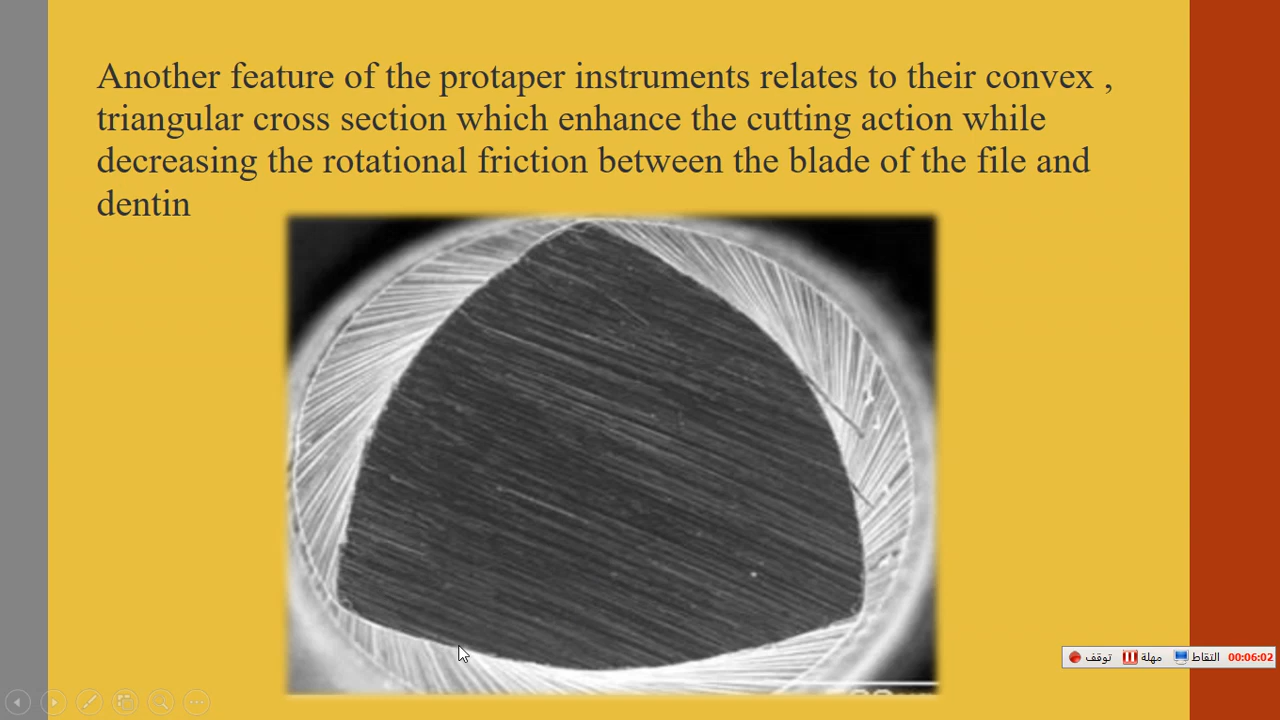 Another feature of the protaper instruments relates to their convex ,
triangular cross section which enhance the cutting action while
decreasing the rotational friction between the blade of the file and
dentin
توقف مهلة التقاط 00:06:02